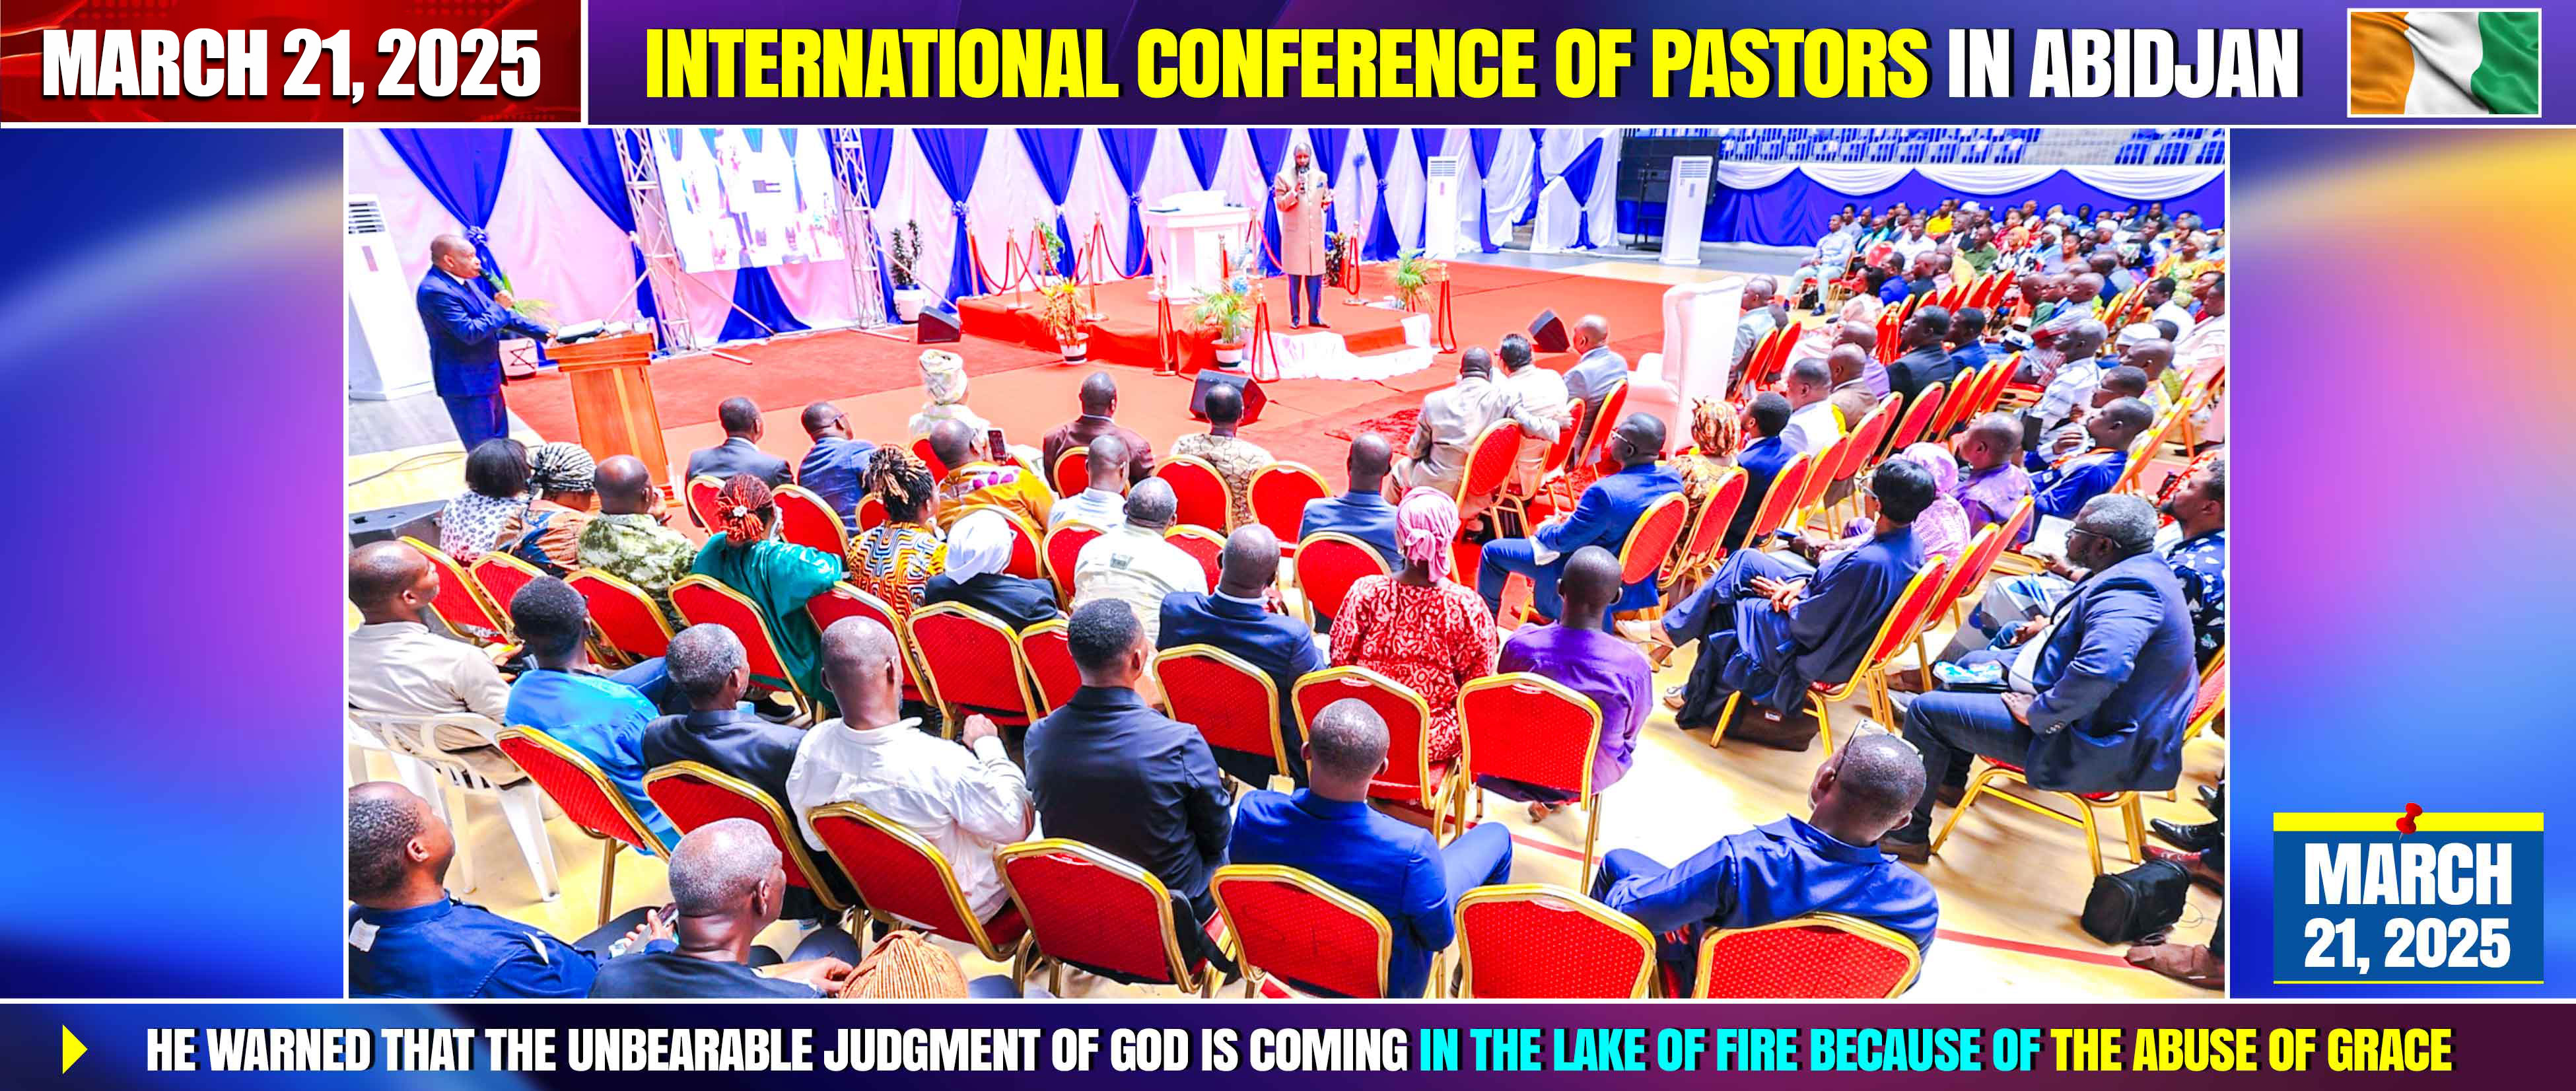 MARCH 21, 2025
INTERNATIONAL CONFERENCE OF PASTORS IN ABIDJAN
MARCH
21, 2025
HE WARNED THAT THE UNBEARABLE JUDGMENT OF GOD IS COMING IN THE LAKE OF FIRE BECAUSE OF THE ABUSE OF GRACE